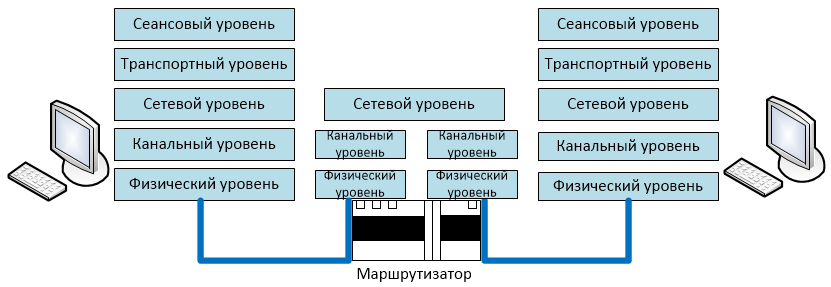 Сеансовый уровень
Транспортный уровень
Сетевой уровень
Канальный уровень
Физический уровень
Сетевой уровень
Канальный
уровень
Канальный
уровень
Физический
уровень
Физический
уровень
Маршрутизатор
Сеансовый уровень
Транспортный уровень
Сетевой уровень
Канальный уровень
Физический уровень